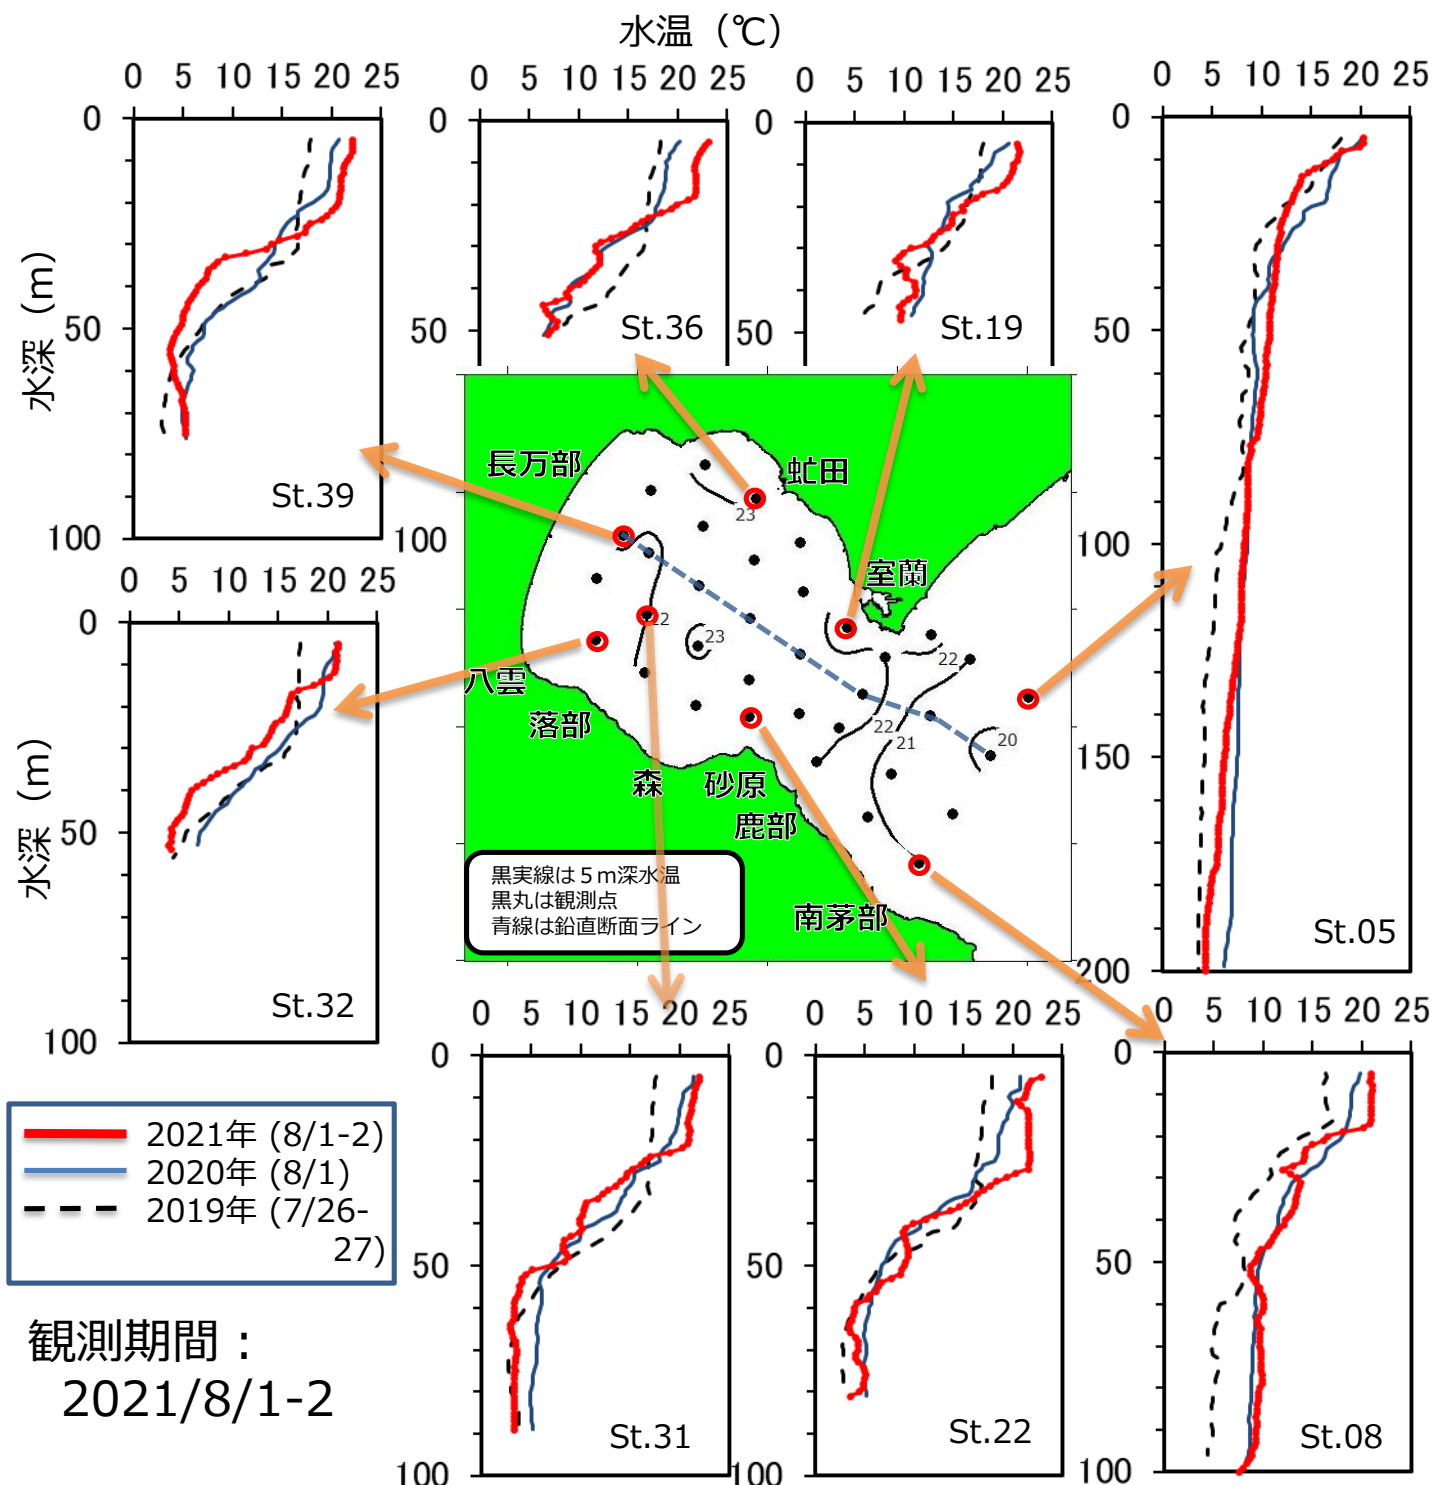 水温（℃）
0 5 10 15 20 25
0 5 10 15 20 25
0 5 10 15 20 25
0 5 10 15 20 25
水深（m）
0
50
100
St.39
0
50
100
St.36
0
50
St.19
0
50
100
150
200
St.05
長万部
虻田
室蘭
八雲
落部
森
砂原
鹿部
南茅部
23
22
23
22
22
21
20
黒実線は５ｍ深水温
黒丸は観測点
青線は鉛直断面ライン
0 5 10 15 20 25
水深（m）
0
50
100
St.32
0 5 10 15 20 25
0
50
100
St.31
0 5 10 15 20 25
0
50
100
St.22
0 5 10 15 20 25
0
50
100
St.08
2021年 (8/1-2)
2020年 (8/1)
2019年 (7/26-
27)
観測期間：
2021/8/1-2